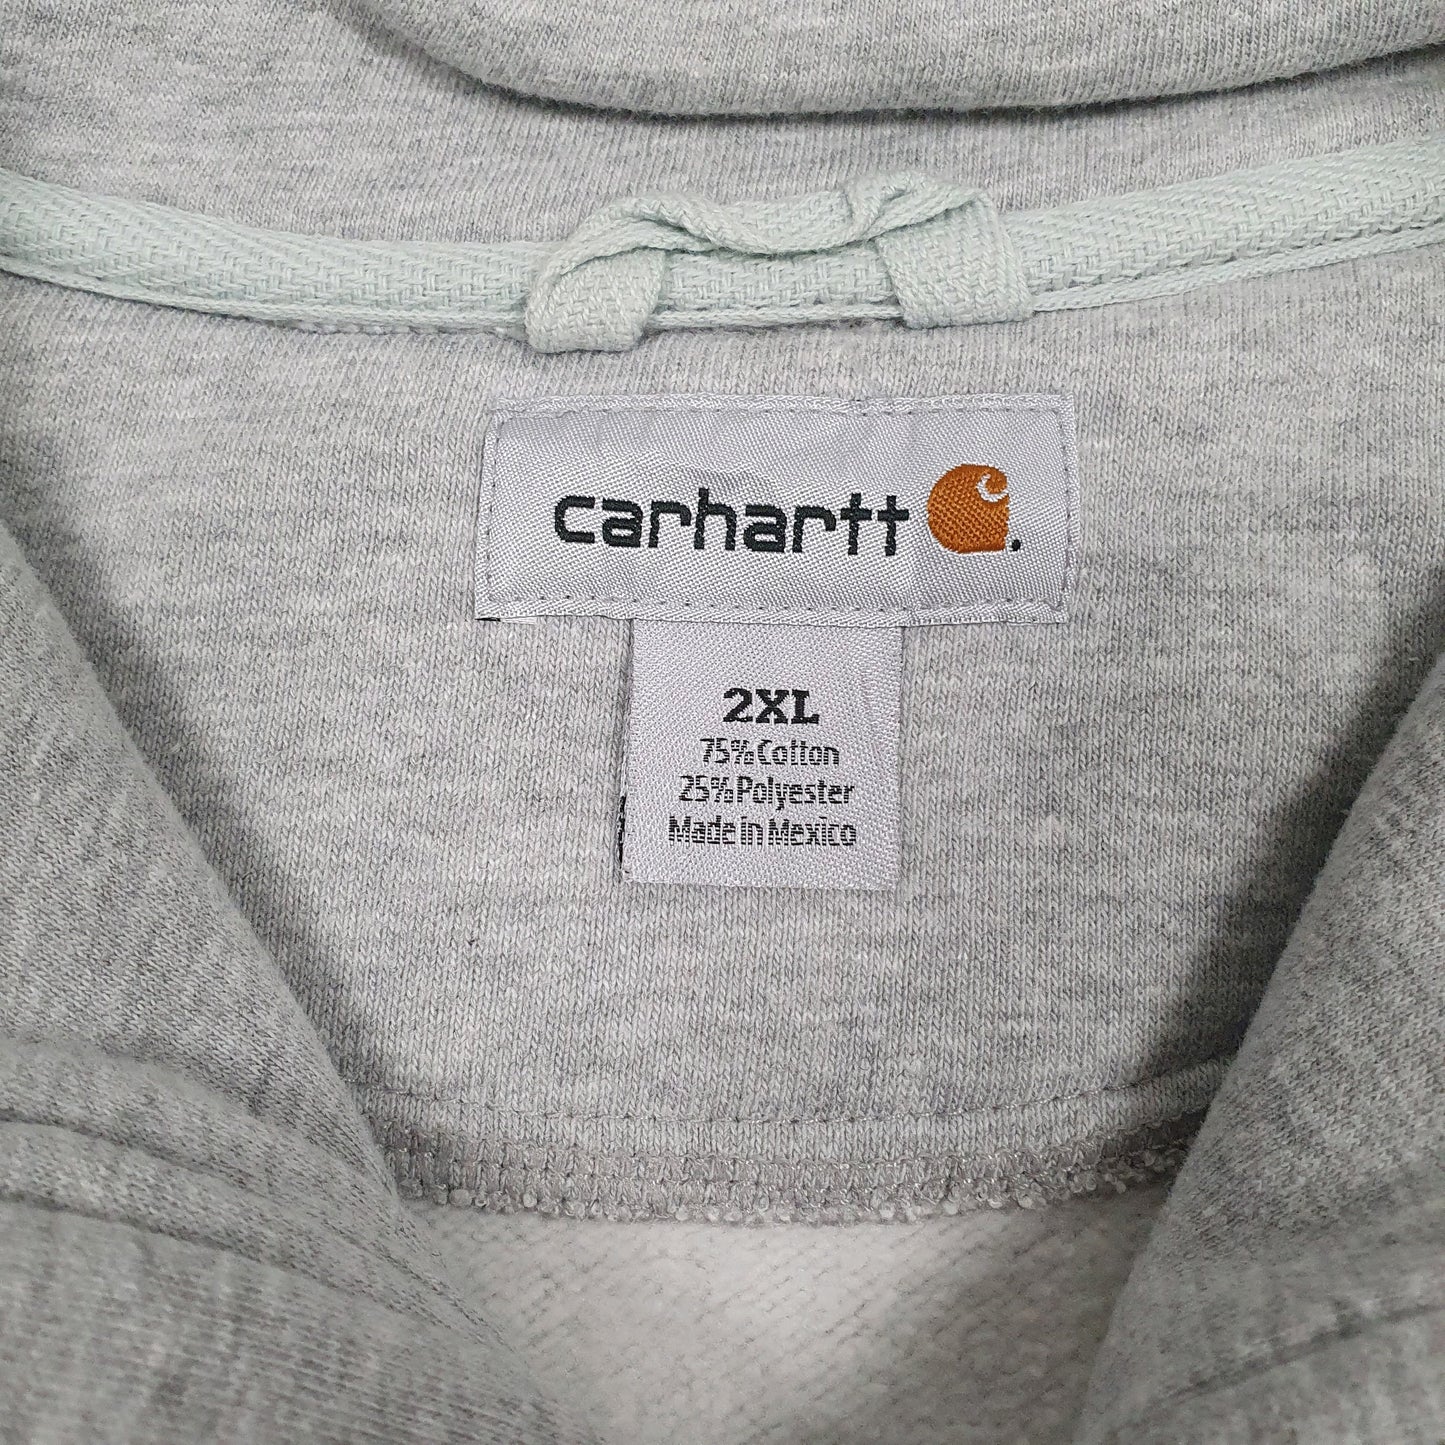 carhartt
2XL
75% Cotton
25% Polyester
Made in Mexico